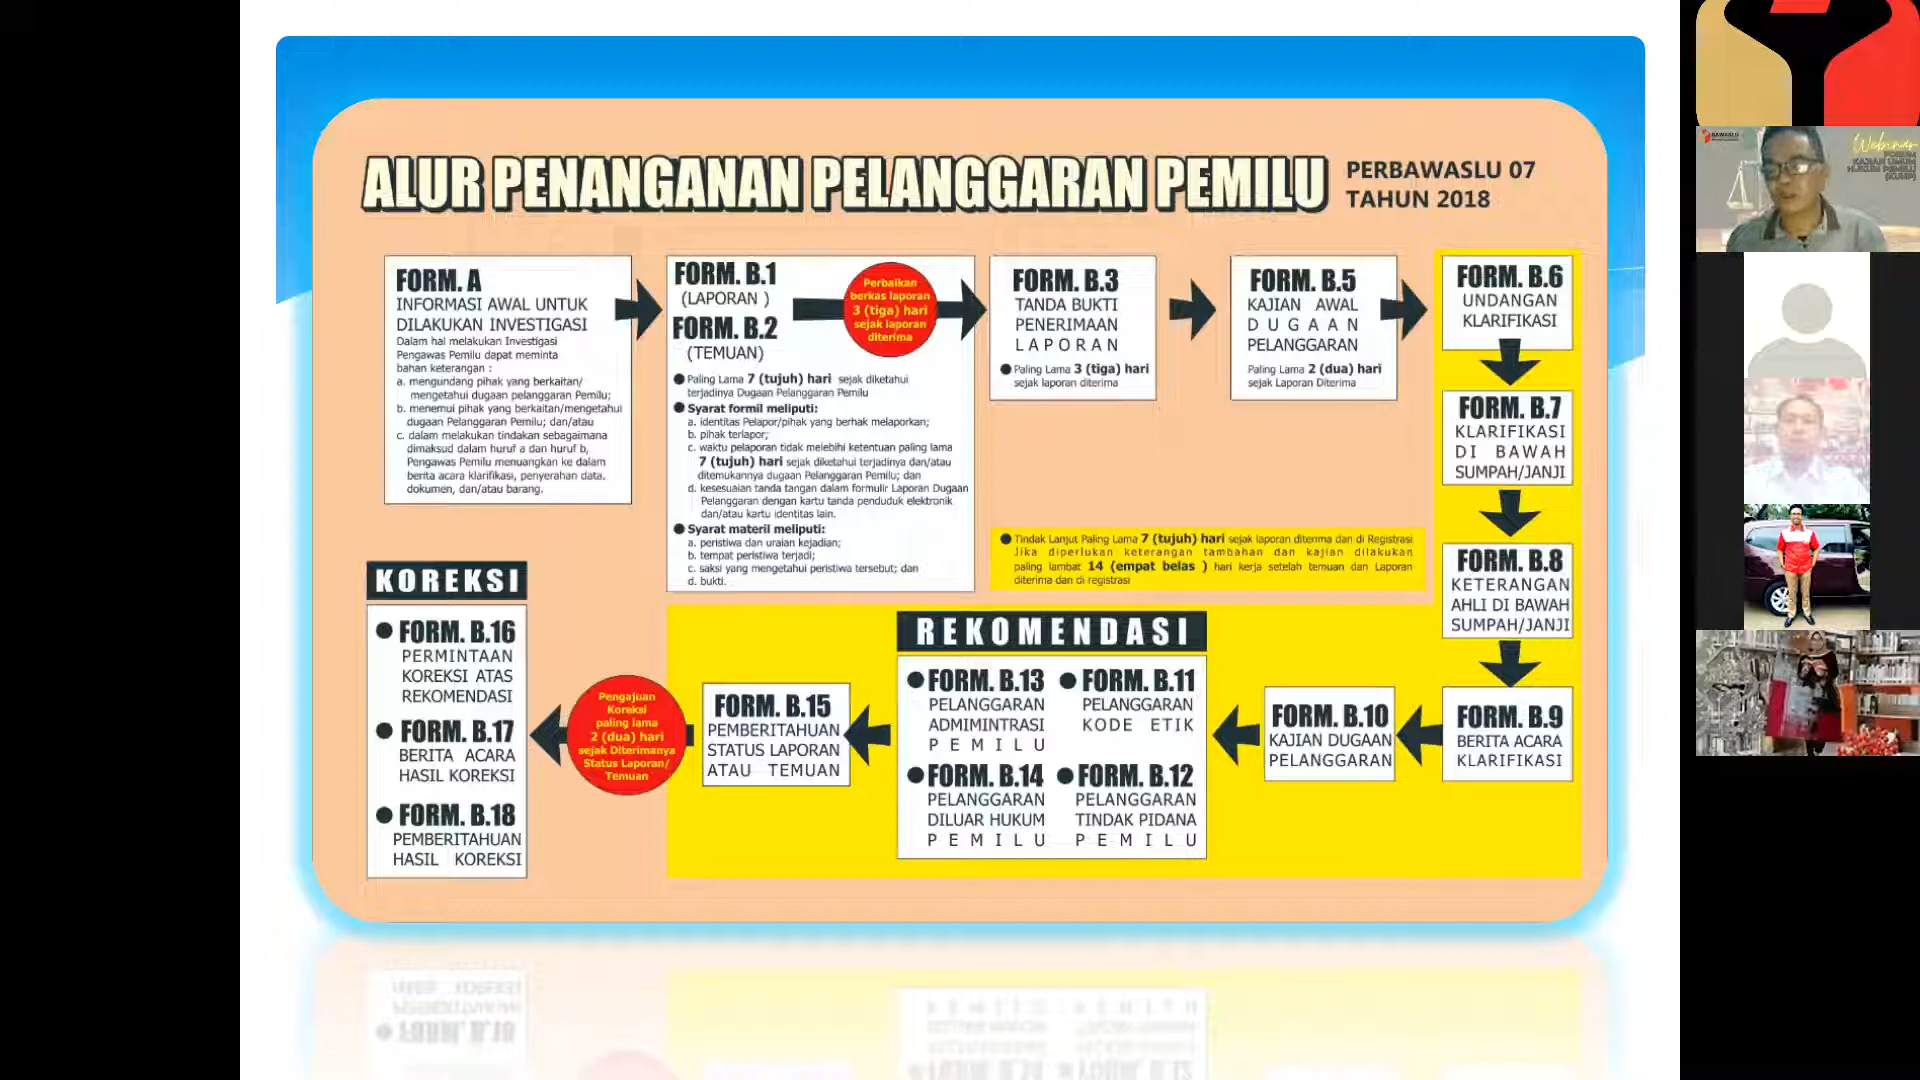 ALUR PENANGANAN PELANGGARAN PEMILU
PERBAWASLU 07
TAHUN 2018
FORM. A
INFORMASI AWAL UNTUK
DILAKUKAN INVESTIGASI
Dalam hal melakukan Investigasi
Pengawas Pemilu dapat meminta
bahan keterangan :
a. mengundang pihak yang berkaitan/
mengetahui dugaan pelanggaran Pemilu;
b. menemui pihak yang berkaitan/mengetahui
dugaan Pelanggaran Pemilu; dan/atau
c. dalam melakukan tindakan sebagaimana
dimaksud dalam huruf a dan huruf b,
Pengawas Pemilu menuangkan ke dalam
berita acara klarifikasi, penyerahan data,
dokumen, dan/atau barang.
FORM. B.1
(LAPORAN )
FORM. B.2
(TEMUAN)
Perbaikan
berkas laporan
3 (tiga) hari
sejak laporan
diterima
● Paling Lama 7 (tujuh) hari sejak diketahui
terjadinya Dugaan Pelanggaran Pemilu
● Syarat formil meliputi:
a. identitas Pelapor/pihak yang berhak melaporkan;
b. pihak terlapor;
c. waktu pelaporan tidak melebihi ketentuan paling lama
7 (tujuh) hari sejak diketahui terjadinya dan/atau
ditemukannya dugaan Pelanggaran Pemilu; dan
d. kesesuaian tanda tangan dalam formulir Laporan Dugaan
Pelanggaran dengan kartu tanda penduduk elektronik
dan/atau kartu identitas lain.
● Syarat materil meliputi:
a. peristiwa dan uraian kejadian;
b. tempat peristiwa terjadi;
c. saksi yang mengetahui peristiwa tersebut; dan
d. bukti.
FORM. B.3
TANDA BUKTI
PENERIMAAN
LAPORAN
● Paling Lama 3 (tiga) hari
sejak laporan diterima
FORM. B.5
KAJIAN AWAL
DUGAAN
PELANGGARAN
Paling Lama 2 (dua) hari
sejak Laporan Diterima
FORM. B.6
UNDANGAN
KLARIFIKASI
FORM. B.7
KLARIFIKASI
DI BAWAH
SUMPAH/JANJI
FORM. B.8
KETERANGAN
AHLI DI BAWAH
SUMPAH/JANJI
● Tindak Lanjut Paling Lama 7 (tujuh) hari sejak laporan diterima dan di Registrasi
Jika diperlukan keterangan tambahan dan kajian dilakukan
paling lambat 14 (empat belas ) hari kerja setelah temuan dan Laporan
diterima dan di registrasi
FORM. B.9
BERITA ACARA
KLARIFIKASI
FORM. B.10
KAJIAN DUGAAN
PELANGGARAN
REKOMENDASI
● FORM. B.13
PELANGGARAN
ADMIMINTRASI
PEMILU
● FORM. B.11
PELANGGARAN
KODE ETIK
● FORM. B.14
PELANGGARAN
DILUAR HUKUM
PEMILU
● FORM. B.12
PELANGGARAN
TINDAK PIDANA
PEMILU
FORM. B.15
PEMBERITAHUAN
STATUS LAPORAN
ATAU TEMUAN
Pengajuan
Koreksi
paling lama
2 (dua) hari
sejak Diterimanya
Status Laporan/
Temuan
KOREKSI
● FORM. B.16
PERMINTAAN
KOREKSI ATAS
REKOMENDASI
● FORM. B.17
BERITA ACARA
HASIL KOREKSI
● FORM. B.18
PEMBERITAHUAN
HASIL KOREKSI
BAWASLU
Webinar
FORUM
KAJIAN UMUM
HUKUM PEMILU
(KUHP)